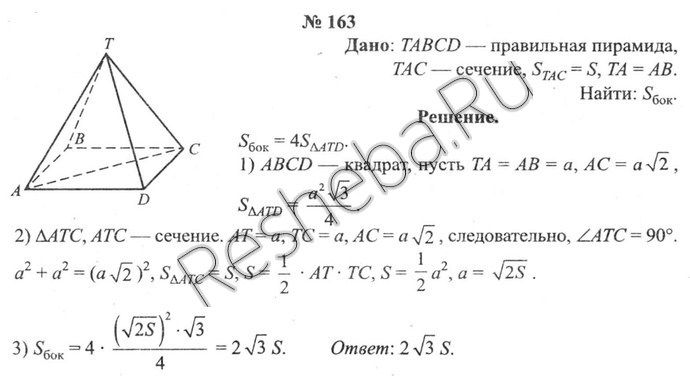 № 163
Дано: TABCD — правильная пирамида,
TAC — сечение, S_TAC = S, TA = AB.
Найти: S_бок.
Решение.
T
B
C
A
D
S_бок = 4S_ΔATD.
1) ABCD — квадрат, пусть TA = AB = a, AC = a√2 ,
S_ΔATD = a²√3 / 4 .
2) ΔATC, ATC — сечение. AT = a, TC = a, AC = a√2 , следовательно, ∠ATC = 90°.
a² + a² = (a√2 )², S_ΔATC = S, S = 1/2 · AT · TC, S = 1/2 a², a = √2S .
3) S_бок = 4 · (√2S)² · √3 / 4 = 2√3 S. Ответ: 2√3 S.
Resheba.Ru